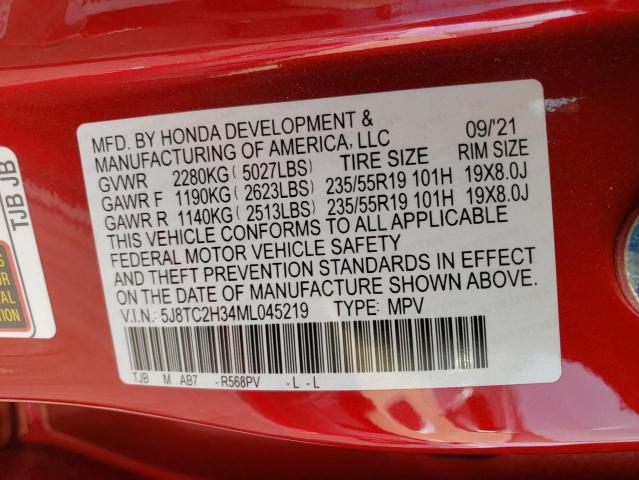 MFD. BY HONDA DEVELOPMENT &
MANUFACTURING OF AMERICA, LLC 09/'21
GVWR 2280KG (5027LBS) TIRE SIZE RIM SIZE
GAWR F 1190KG (2623LBS) 235/55R19 101H 19X8.0J
GAWR R 1140KG (2513LBS) 235/55R19 101H 19X8.0J
THIS VEHICLE CONFORMS TO ALL APPLICABLE
FEDERAL MOTOR VEHICLE SAFETY
AND THEFT PREVENTION STANDARDS IN EFFECT
ON THE DATE OF MANUFACTURE SHOWN ABOVE.
V.I.N.: 5J8TC2H34ML045219 TYPE: MPV
TJB M AB7 -R568PV -L -L
TJB JB